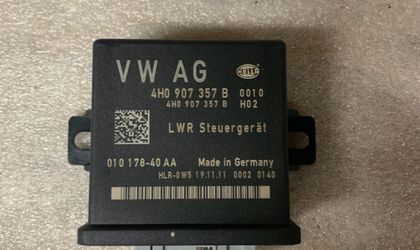 VW AG
HELLA
4H0 907 357 B 0010
4H0 907 357 B H02
LWR Steuergerät
010 178-40 AA Made in Germany
HLR-0W5 19.11.11 0002 0140